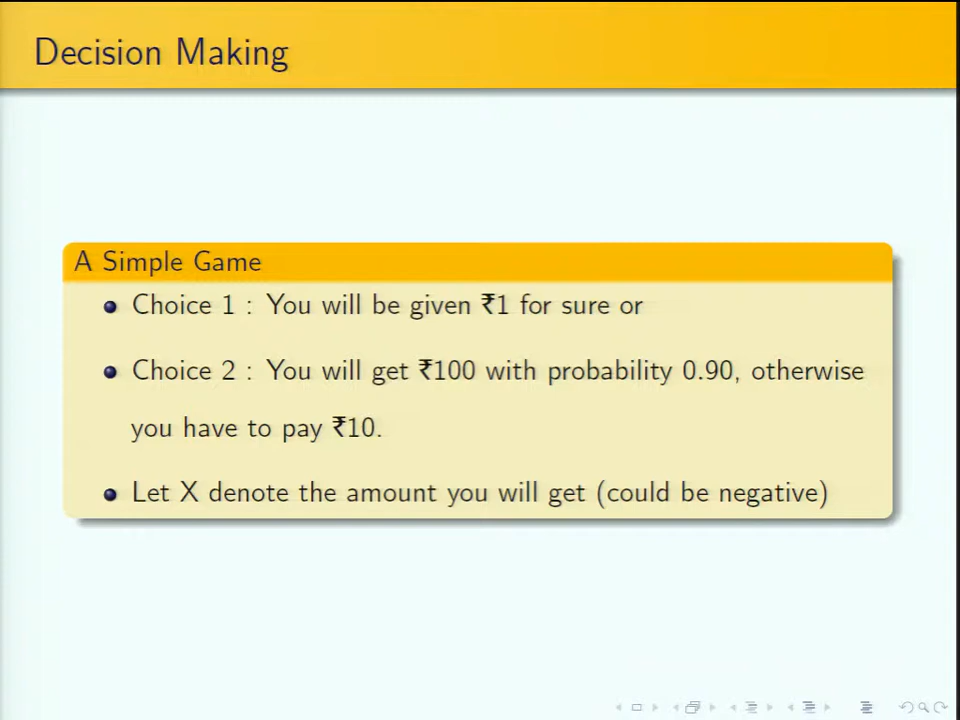 Decision Making
A Simple Game
Choice 1 : You will be given ₹1 for sure or
Choice 2 : You will get ₹100 with probability 0.90, otherwise
you have to pay ₹10.
Let X denote the amount you will get (could be negative)